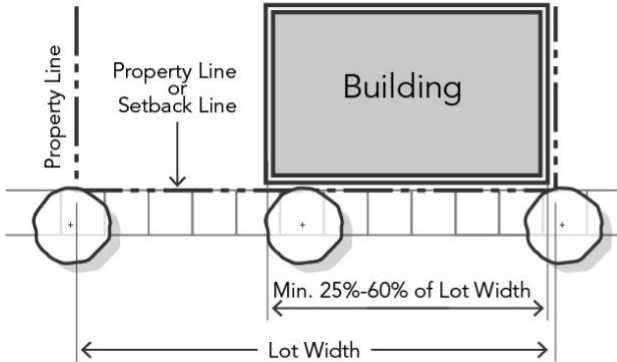 Property Line
Property Line
or
Setback Line
Building
Min. 25%-60% of Lot Width
Lot Width